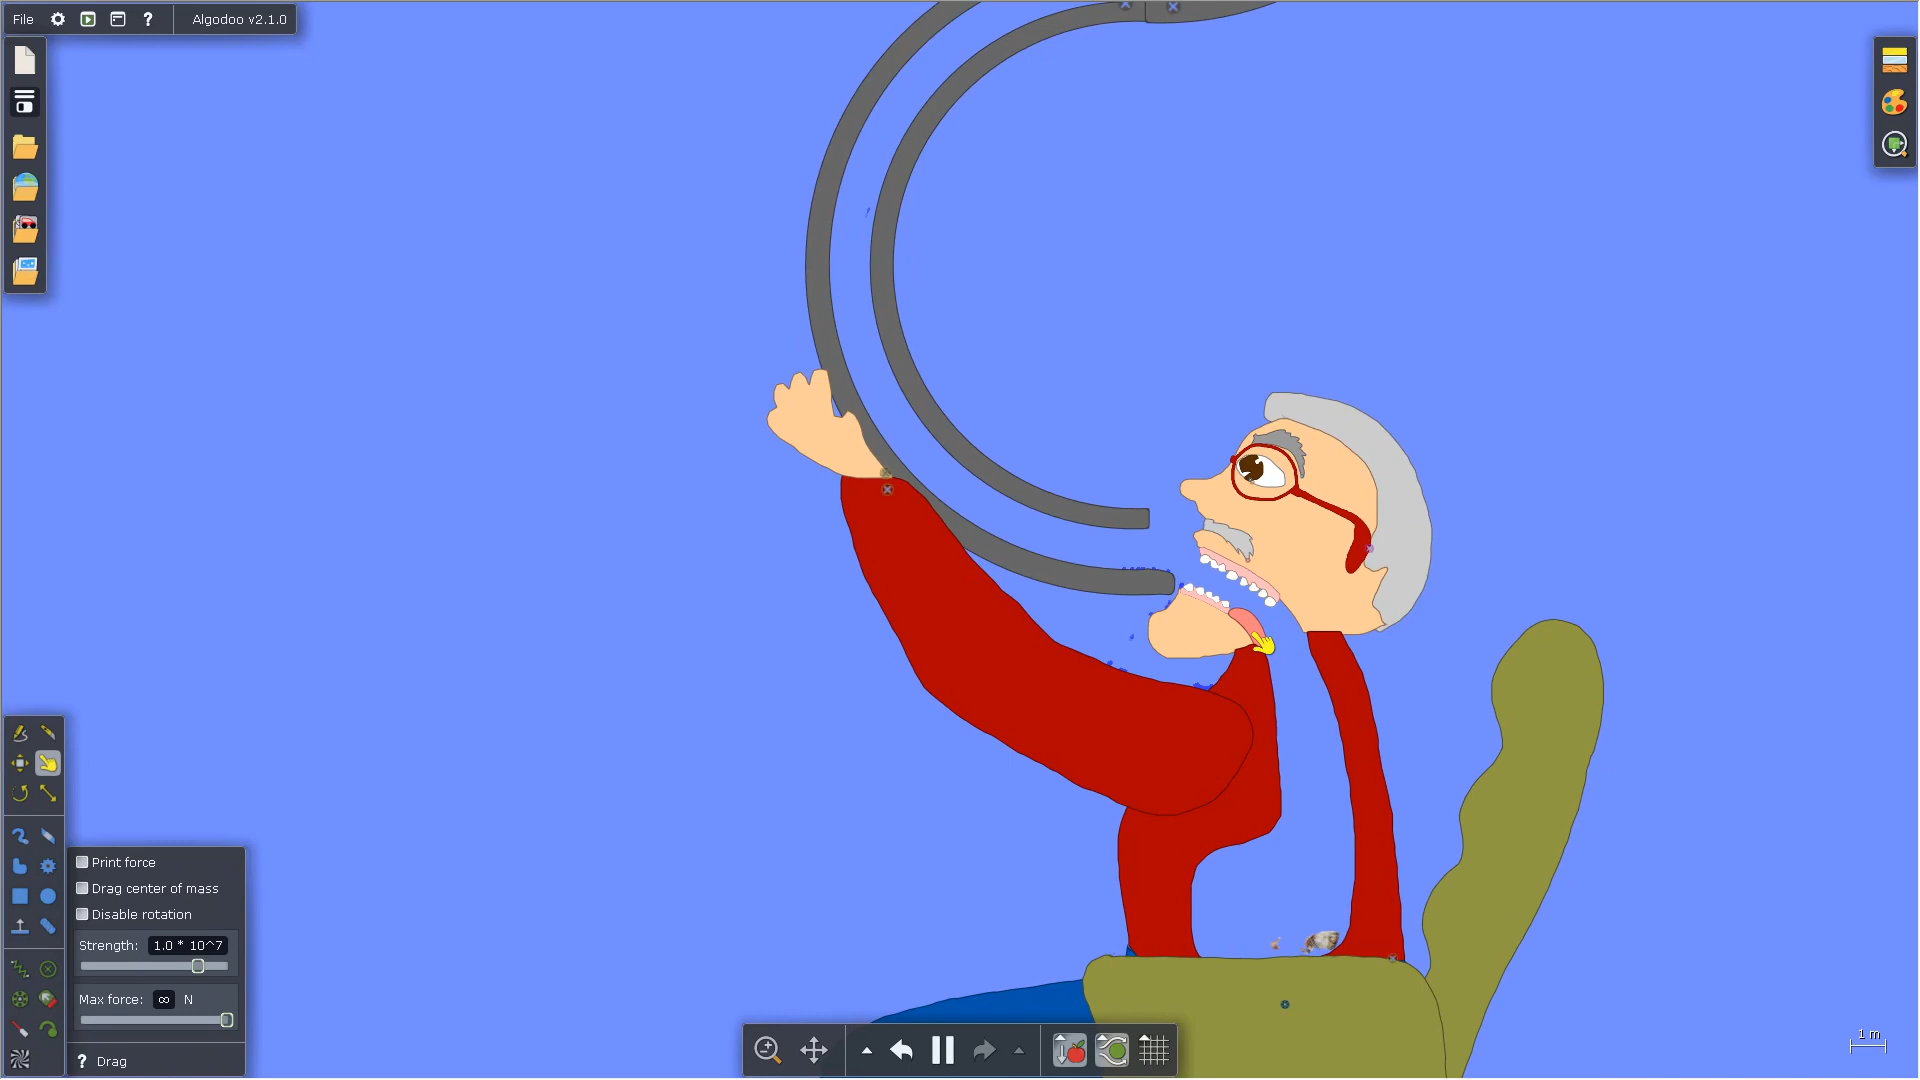 File ? Algodoo v2.1.0
Print force
Drag center of mass
Disable rotation
Strength: 1.0 * 10^7
Max force: ∞ N
? Drag
1 m